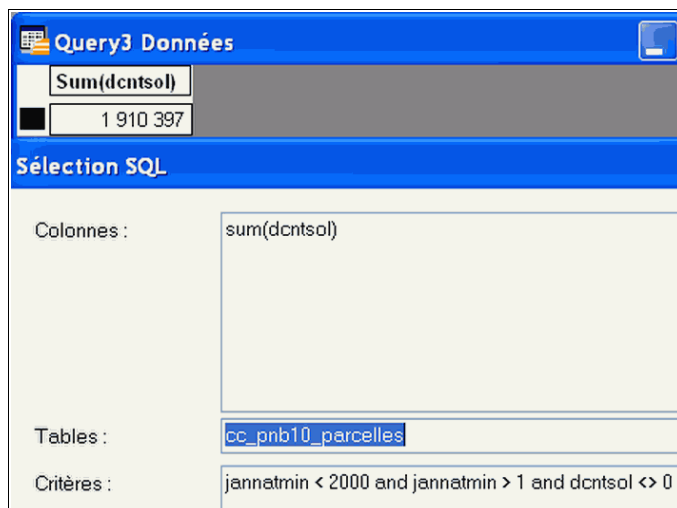 Query3 Données
Sum(dcntsol)
1 910 397
Sélection SQL
Colonnes :
sum(dcntsol)
Tables :
cc_pnb10_parcelles
Critères :
jannatmin < 2000 and jannatmin > 1 and dcntsol <> 0